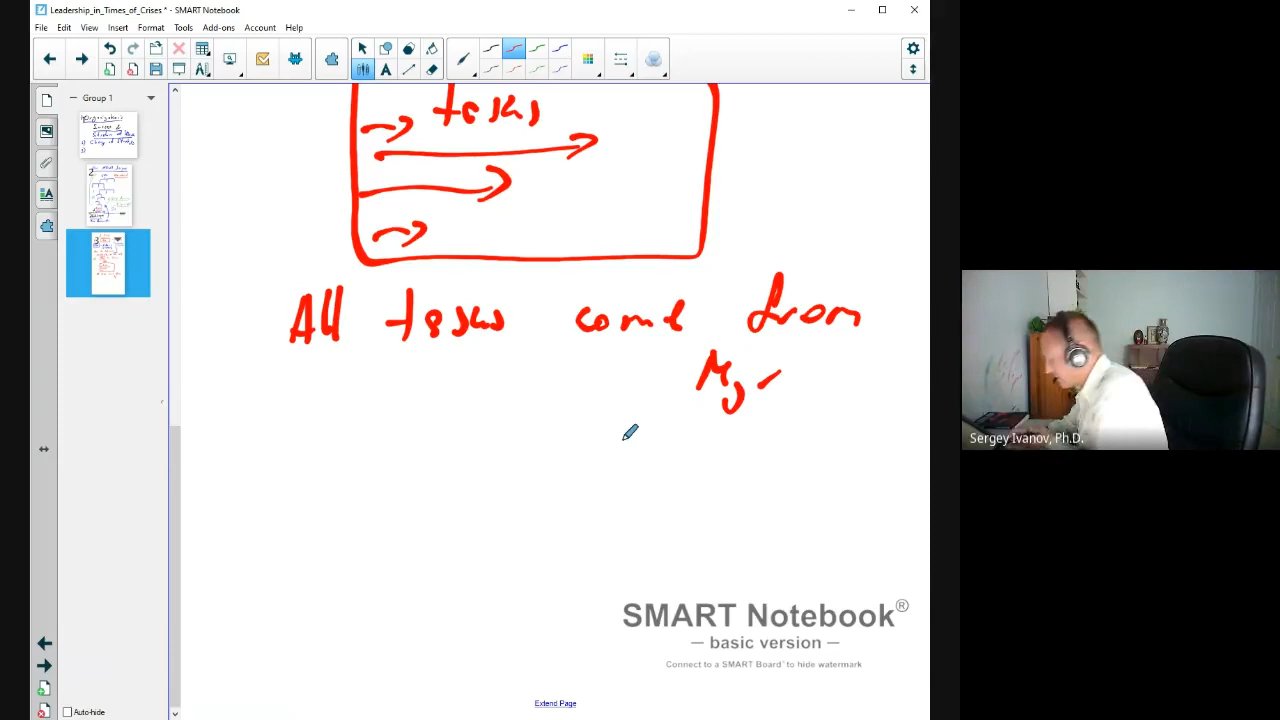 Leadership_in_Times_of_Crises * - SMART Notebook
File Edit View Insert Format Tools Add-ons Account Help
Group 1
tasks
All tasks come from
Mgr
Sergey Ivanov, Ph.D.
SMART Notebook®
— basic version —
Connect to a SMART Board™ to hide watermark
Extend Page
Auto-hide